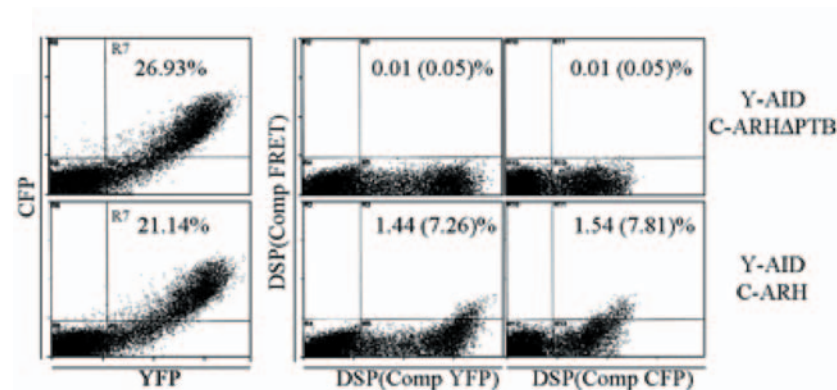 R7
26.93%
0.01 (0.05)%
0.01 (0.05)%
Y-AID
C-ARHΔPTB
CFP
DSP(Comp FRET)
R7
21.14%
1.44 (7.26)%
1.54 (7.81)%
Y-AID
C-ARH
YFP
DSP(Comp YFP)
DSP(Comp CFP)